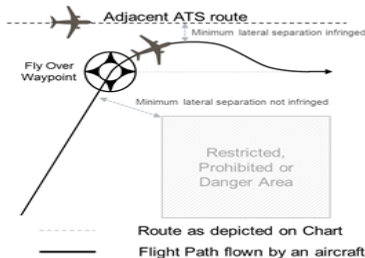 Adjacent ATS route
Minimum lateral separation infringed
Fly Over
Waypoint
Minimum lateral separation not infringed
Restricted,
Prohibited or
Danger Area
Route as depicted on Chart
Flight Path flown by an aircraft